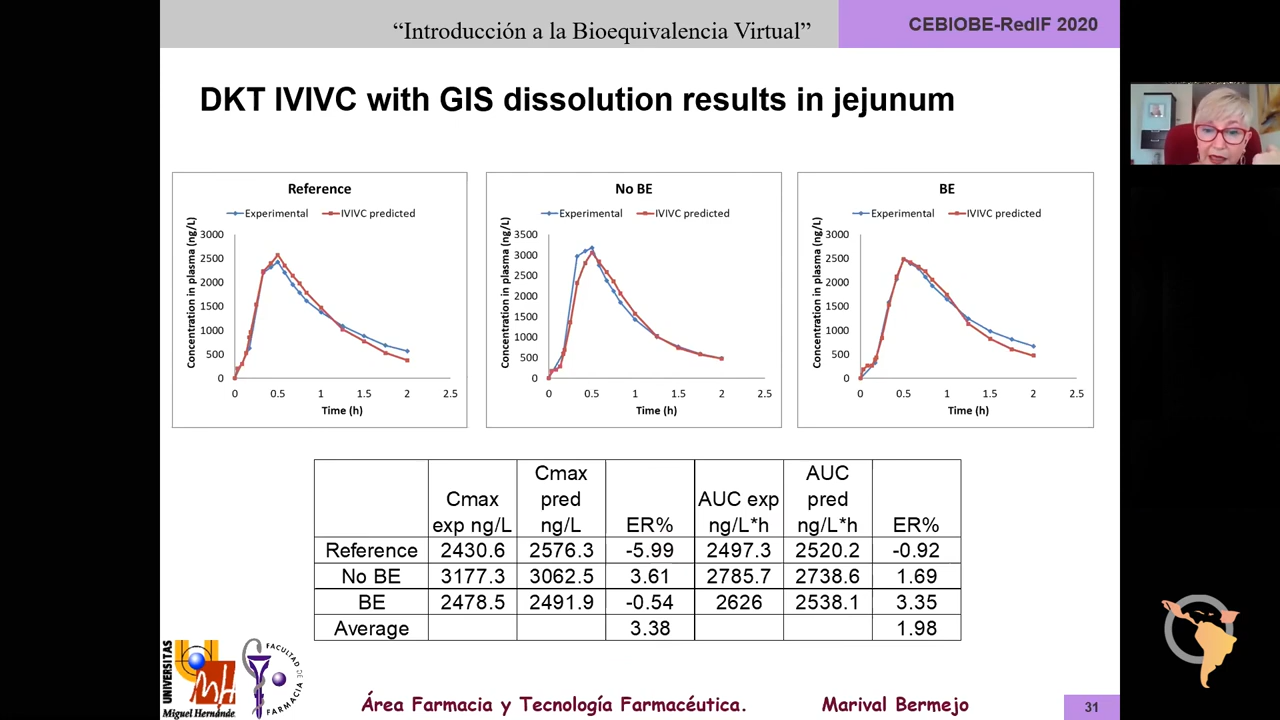 “Introducción a la Bioequivalencia Virtual”
CEBIOBE-RedIF 2020
DKT IVIVC with GIS dissolution results in jejunum
Reference
Experimental IVIVC predicted
Concentration in plasma (ng/L)
3000
2500
2000
1500
1000
500
0
0 0.5 1 1.5 2 2.5
Time (h)
No BE
Experimental IVIVC predicted
Concentration in plasma (ng/L)
3500
3000
2500
2000
1500
1000
500
0
0 0.5 1 1.5 2 2.5
Time (h)
BE
Experimental IVIVC predicted
Concentration in plasma (ng/L)
3000
2500
2000
1500
1000
500
0
0 0.5 1 1.5 2 2.5
Time (h)
Cmax exp ng/L Cmax pred ng/L ER% AUC exp ng/L*h AUC pred ng/L*h ER%
Reference 2430.6 2576.3 -5.99 2497.3 2520.2 -0.92
No BE 3177.3 3062.5 3.61 2785.7 2738.6 1.69
BE 2478.5 2491.9 -0.54 2626 2538.1 3.35
Average 3.38 1.98
UNIVERSITAS
Miguel Hernández
FACULTAD DE FARMACIA
Área Farmacia y Tecnología Farmacéutica. Marival Bermejo
31